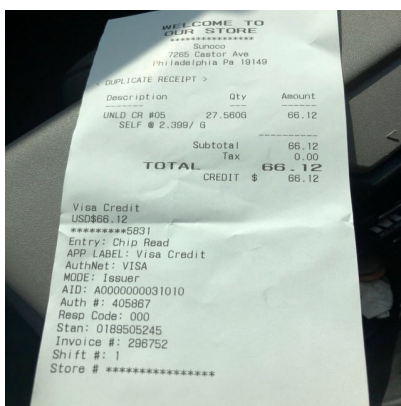 WELCOME TO
OUR STORE
********************
Sunoco
7265 Castor Ave
Philadelphia Pa 19149
< DUPLICATE RECEIPT >
Description Qty Amount
------- ------ ------
UNLD CR #05 27.560G 66.12
SELF @ 2.399/ G
----------
Subtotal 66.12
Tax 0.00
TOTAL 66.12
CREDIT $ 66.12
Visa Credit
USD$66.12
*********5831
Entry: Chip Read
APP LABEL: Visa Credit
AuthNet: VISA
MODE: Issuer
AID: A0000000031010
Auth #: 405867
Resp Code: 000
Stan: 0189505245
Invoice #: 296752
Shift #: 1
Store # ****************